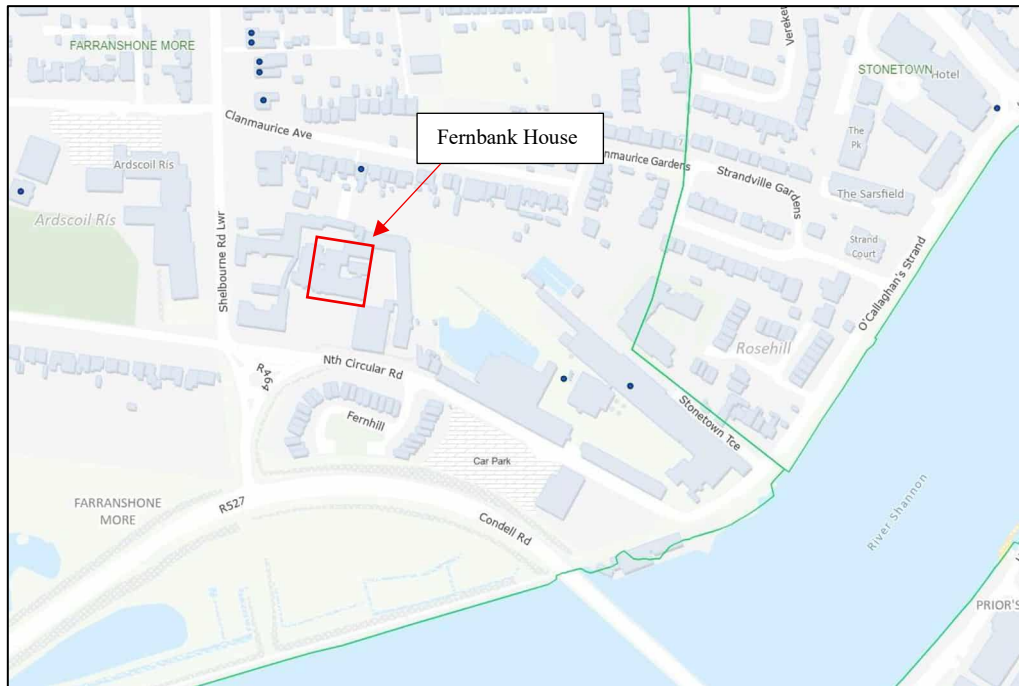 FARRANSHONE MORE
STONETOWN
Hotel
Clanmaurice Ave
Fernbank House
The
Pk
Ardscoil Rís
nmaurice Gardens
Strandville Gardens
The Sarsfield
Ardscoil Rís
Shelbourne Rd Lwr
Strand
Court
O'Callaghan's Strand
Rosehill
Nth Circular Rd
R464
Fernhill
Stonetown Tce
Car Park
FARRANSHONE
MORE
R527
Condell Rd
River Shannon
PRIOR'S